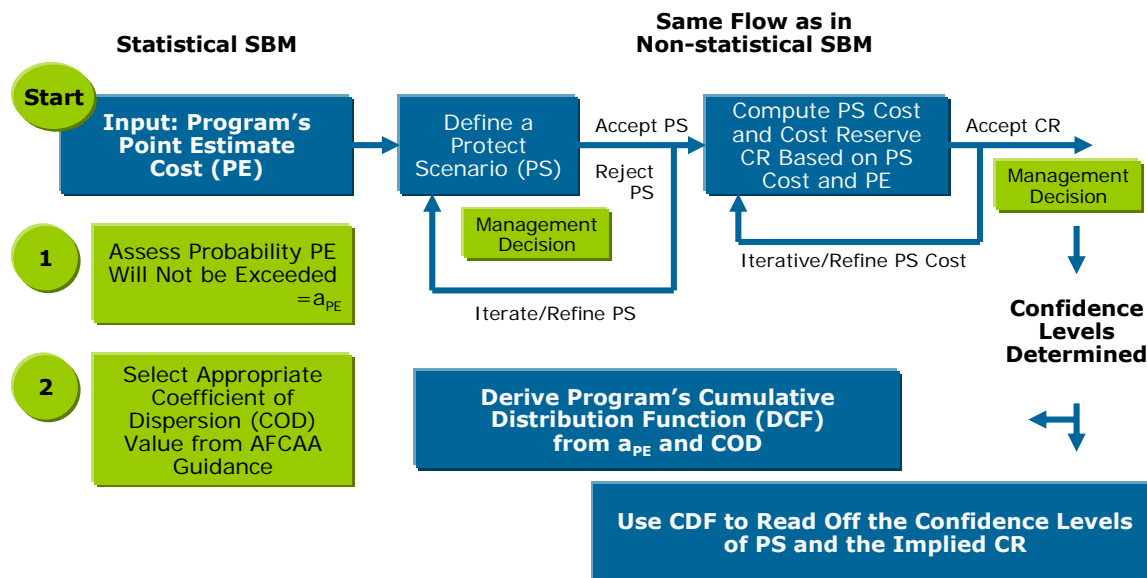 Statistical SBM
Same Flow as in
Non-statistical SBM
Start
Input: Program's
Point Estimate
Cost (PE)
Define a
Protect
Scenario (PS)
Accept PS
Reject
PS
Compute PS Cost
and Cost Reserve
CR Based on PS
Cost and PE
Accept CR
Management
Decision
Management
Decision
Iterate/Refine PS
Iterative/Refine PS Cost
1
Assess Probability PE
Will Not be Exceeded
=aPE
Confidence
Levels
Determined
2
Select Appropriate
Coefficient of
Dispersion (COD)
Value from AFCAA
Guidance
Derive Program's Cumulative
Distribution Function (DCF)
from aPE and COD
Use CDF to Read Off the Confidence Levels
of PS and the Implied CR